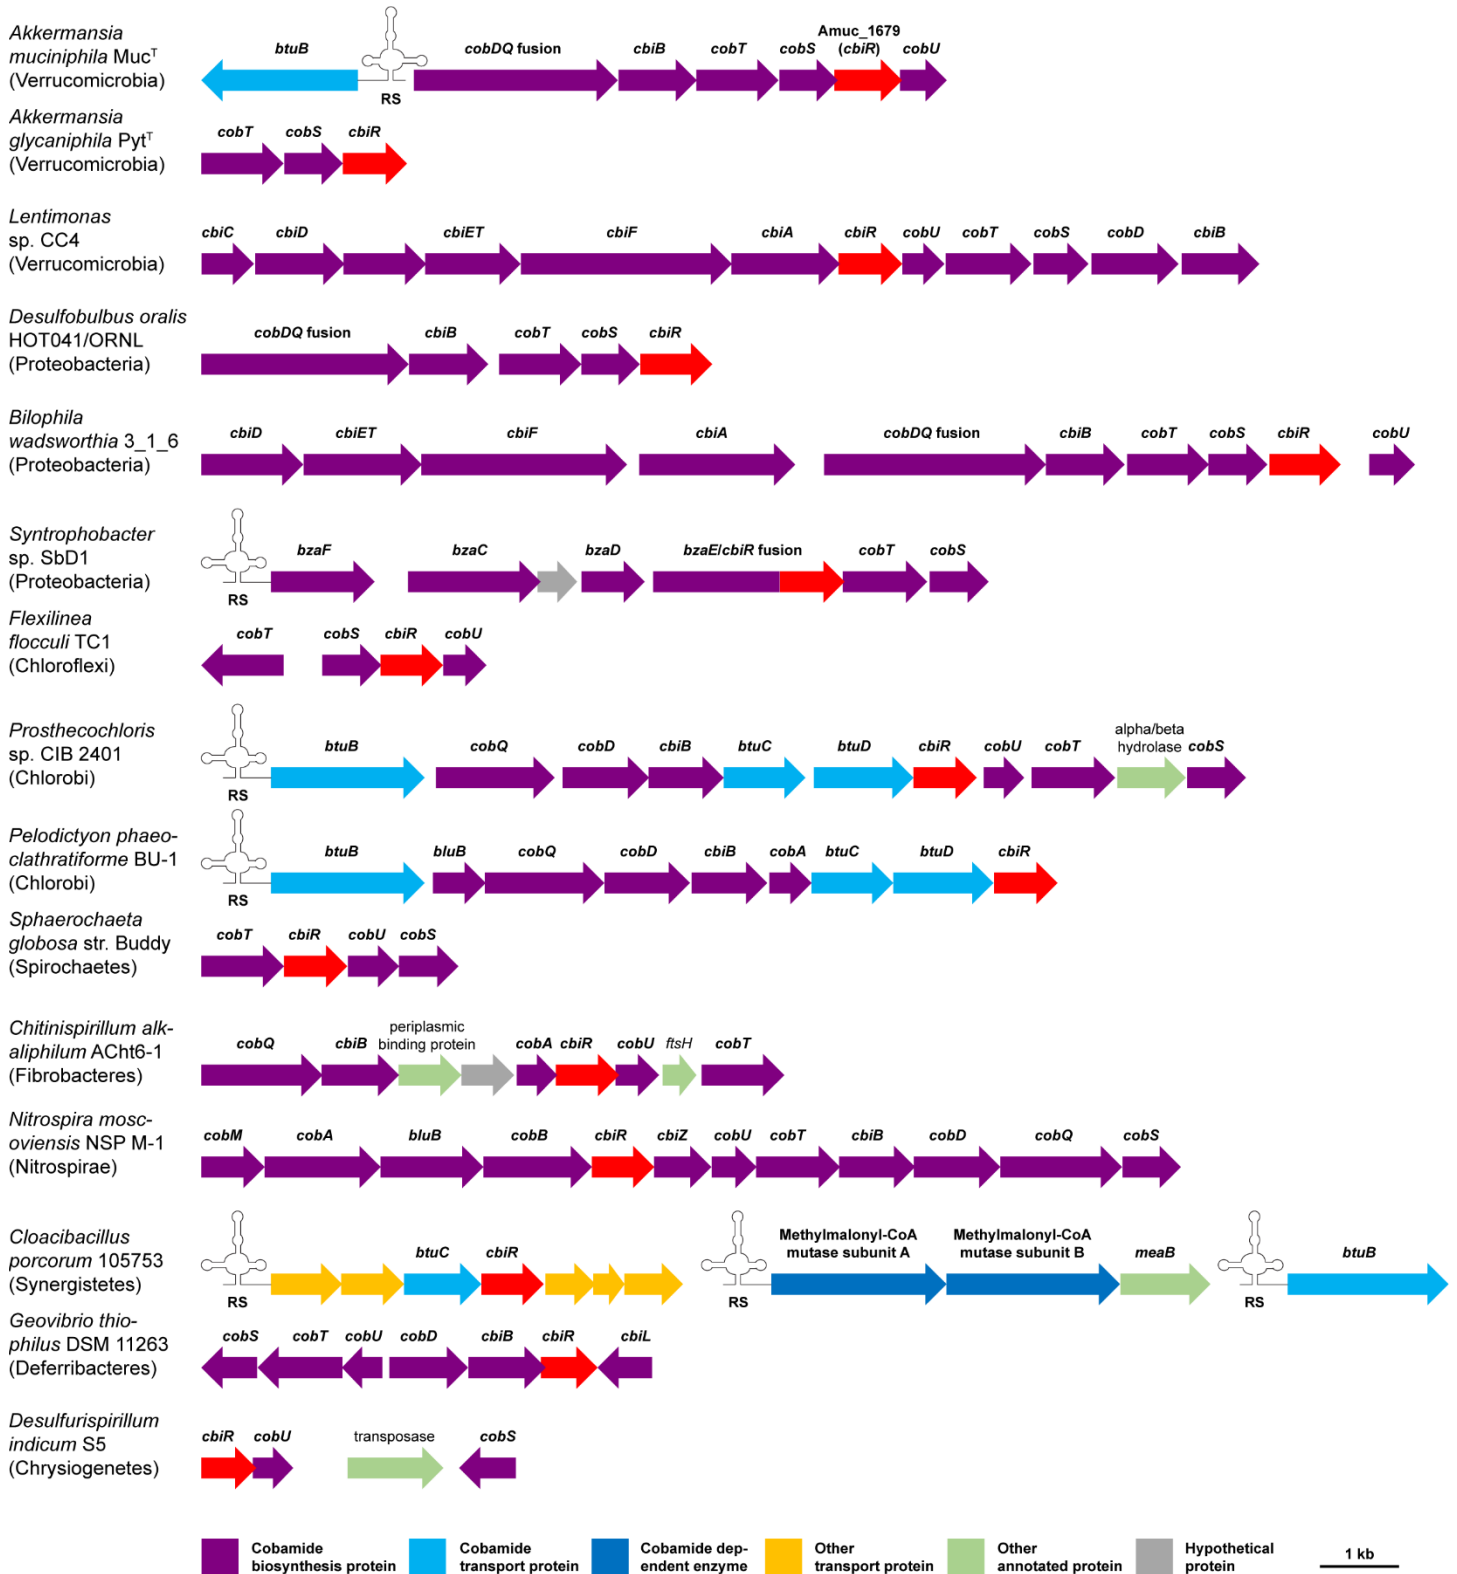 Akkermansia
muciniphila Mucᵀ
(Verrucomicrobia)
btuB
RS
cobDQ fusion
cbiB
cobT
cobS
Amuc_1679
(cbiR)
cobU
Akkermansia
glycaniphila Pytᵀ
(Verrucomicrobia)
cobT
cobS
cbiR
Lentimonas
sp. CC4
(Verrucomicrobia)
cbiC
cbiD
cbiET
cbiF
cbiA
cbiR
cobU
cobT
cobS
cobD
cbiB
Desulfobulbus oralis
HOT041/ORNL
(Proteobacteria)
cobDQ fusion
cbiB
cobT
cobS
cbiR
Bilophila
wadsworthia 3_1_6
(Proteobacteria)
cbiD
cbiET
cbiF
cbiA
cobDQ fusion
cbiB
cobT
cobS
cbiR
cobU
Syntrophobacter
sp. SbD1
(Proteobacteria)
RS
bzaF
bzaC
bzaD
bzaE/cbiR fusion
cobT
cobS
Flexilinea
flocculi TC1
(Chloroflexi)
cobT
cobS
cbiR
cobU
Prosthecochloris
sp. CIB 2401
(Chlorobi)
RS
btuB
cobQ
cobD
cbiB
btuC
btuD
cbiR
cobU
cobT
alpha/beta
hydrolase
cobS
Pelodictyon phaeo-
clathratiforme BU-1
(Chlorobi)
RS
btuB
bluB
cobQ
cobD
cbiB
cobA
btuC
btuD
cbiR
Sphaerochaeta
globosa str. Buddy
(Spirochaetes)
cobT
cbiR
cobU
cobS
Chitinispirillum alk-
aliphilum ACht6-1
(Fibrobacteres)
cobQ
cbiB
periplasmic
binding protein
cobA
cbiR
cobU
ftsH
cobT
Nitrospira mosc-
oviensis NSP M-1
(Nitrospirae)
cobM
cobA
bluB
cobB
cbiR
cbiZ
cobU
cobT
cbiB
cobD
cobQ
cobS
Cloacibacillus
porcorum 105753
(Synergistetes)
RS
btuC
cbiR
RS
Methylmalonyl-CoA
mutase subunit A
Methylmalonyl-CoA
mutase subunit B
meaB
RS
btuB
Geovibrio thio-
philus DSM 11263
(Deferribacteres)
cobS
cobT
cobU
cobD
cbiB
cbiR
cbiL
Desulfurispirillum
indicum S5
(Chrysiogenetes)
cbiR
cobU
transposase
cobS
Cobamide
biosynthesis protein
Cobamide
transport protein
Cobamide dep-
endent enzyme
Other
transport protein
Other
annotated protein
Hypothetical
protein
1 kb